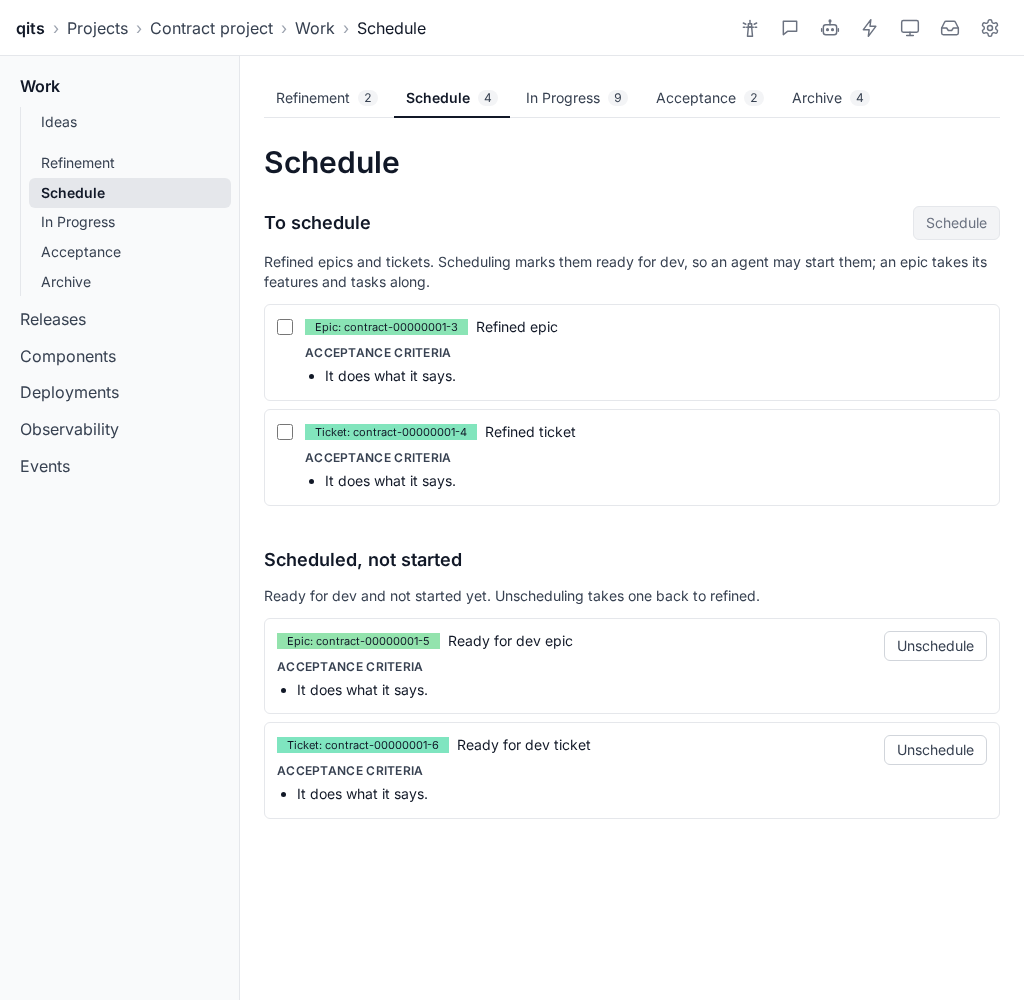 qits › Projects › Contract project › Work › Schedule
Work
Ideas
Refinement
Schedule
In Progress
Acceptance
Archive
Releases
Components
Deployments
Observability
Events
Refinement 2 Schedule 4 In Progress 9 Acceptance 2 Archive 4
Schedule
To schedule
Schedule
Refined epics and tickets. Scheduling marks them ready for dev, so an agent may start them; an epic takes its
features and tasks along.
Epic: contract-00000001-3 Refined epic
ACCEPTANCE CRITERIA
• It does what it says.
Ticket: contract-00000001-4 Refined ticket
ACCEPTANCE CRITERIA
• It does what it says.
Scheduled, not started
Ready for dev and not started yet. Unscheduling takes one back to refined.
Epic: contract-00000001-5 Ready for dev epic
Unschedule
ACCEPTANCE CRITERIA
• It does what it says.
Ticket: contract-00000001-6 Ready for dev ticket
Unschedule
ACCEPTANCE CRITERIA
• It does what it says.